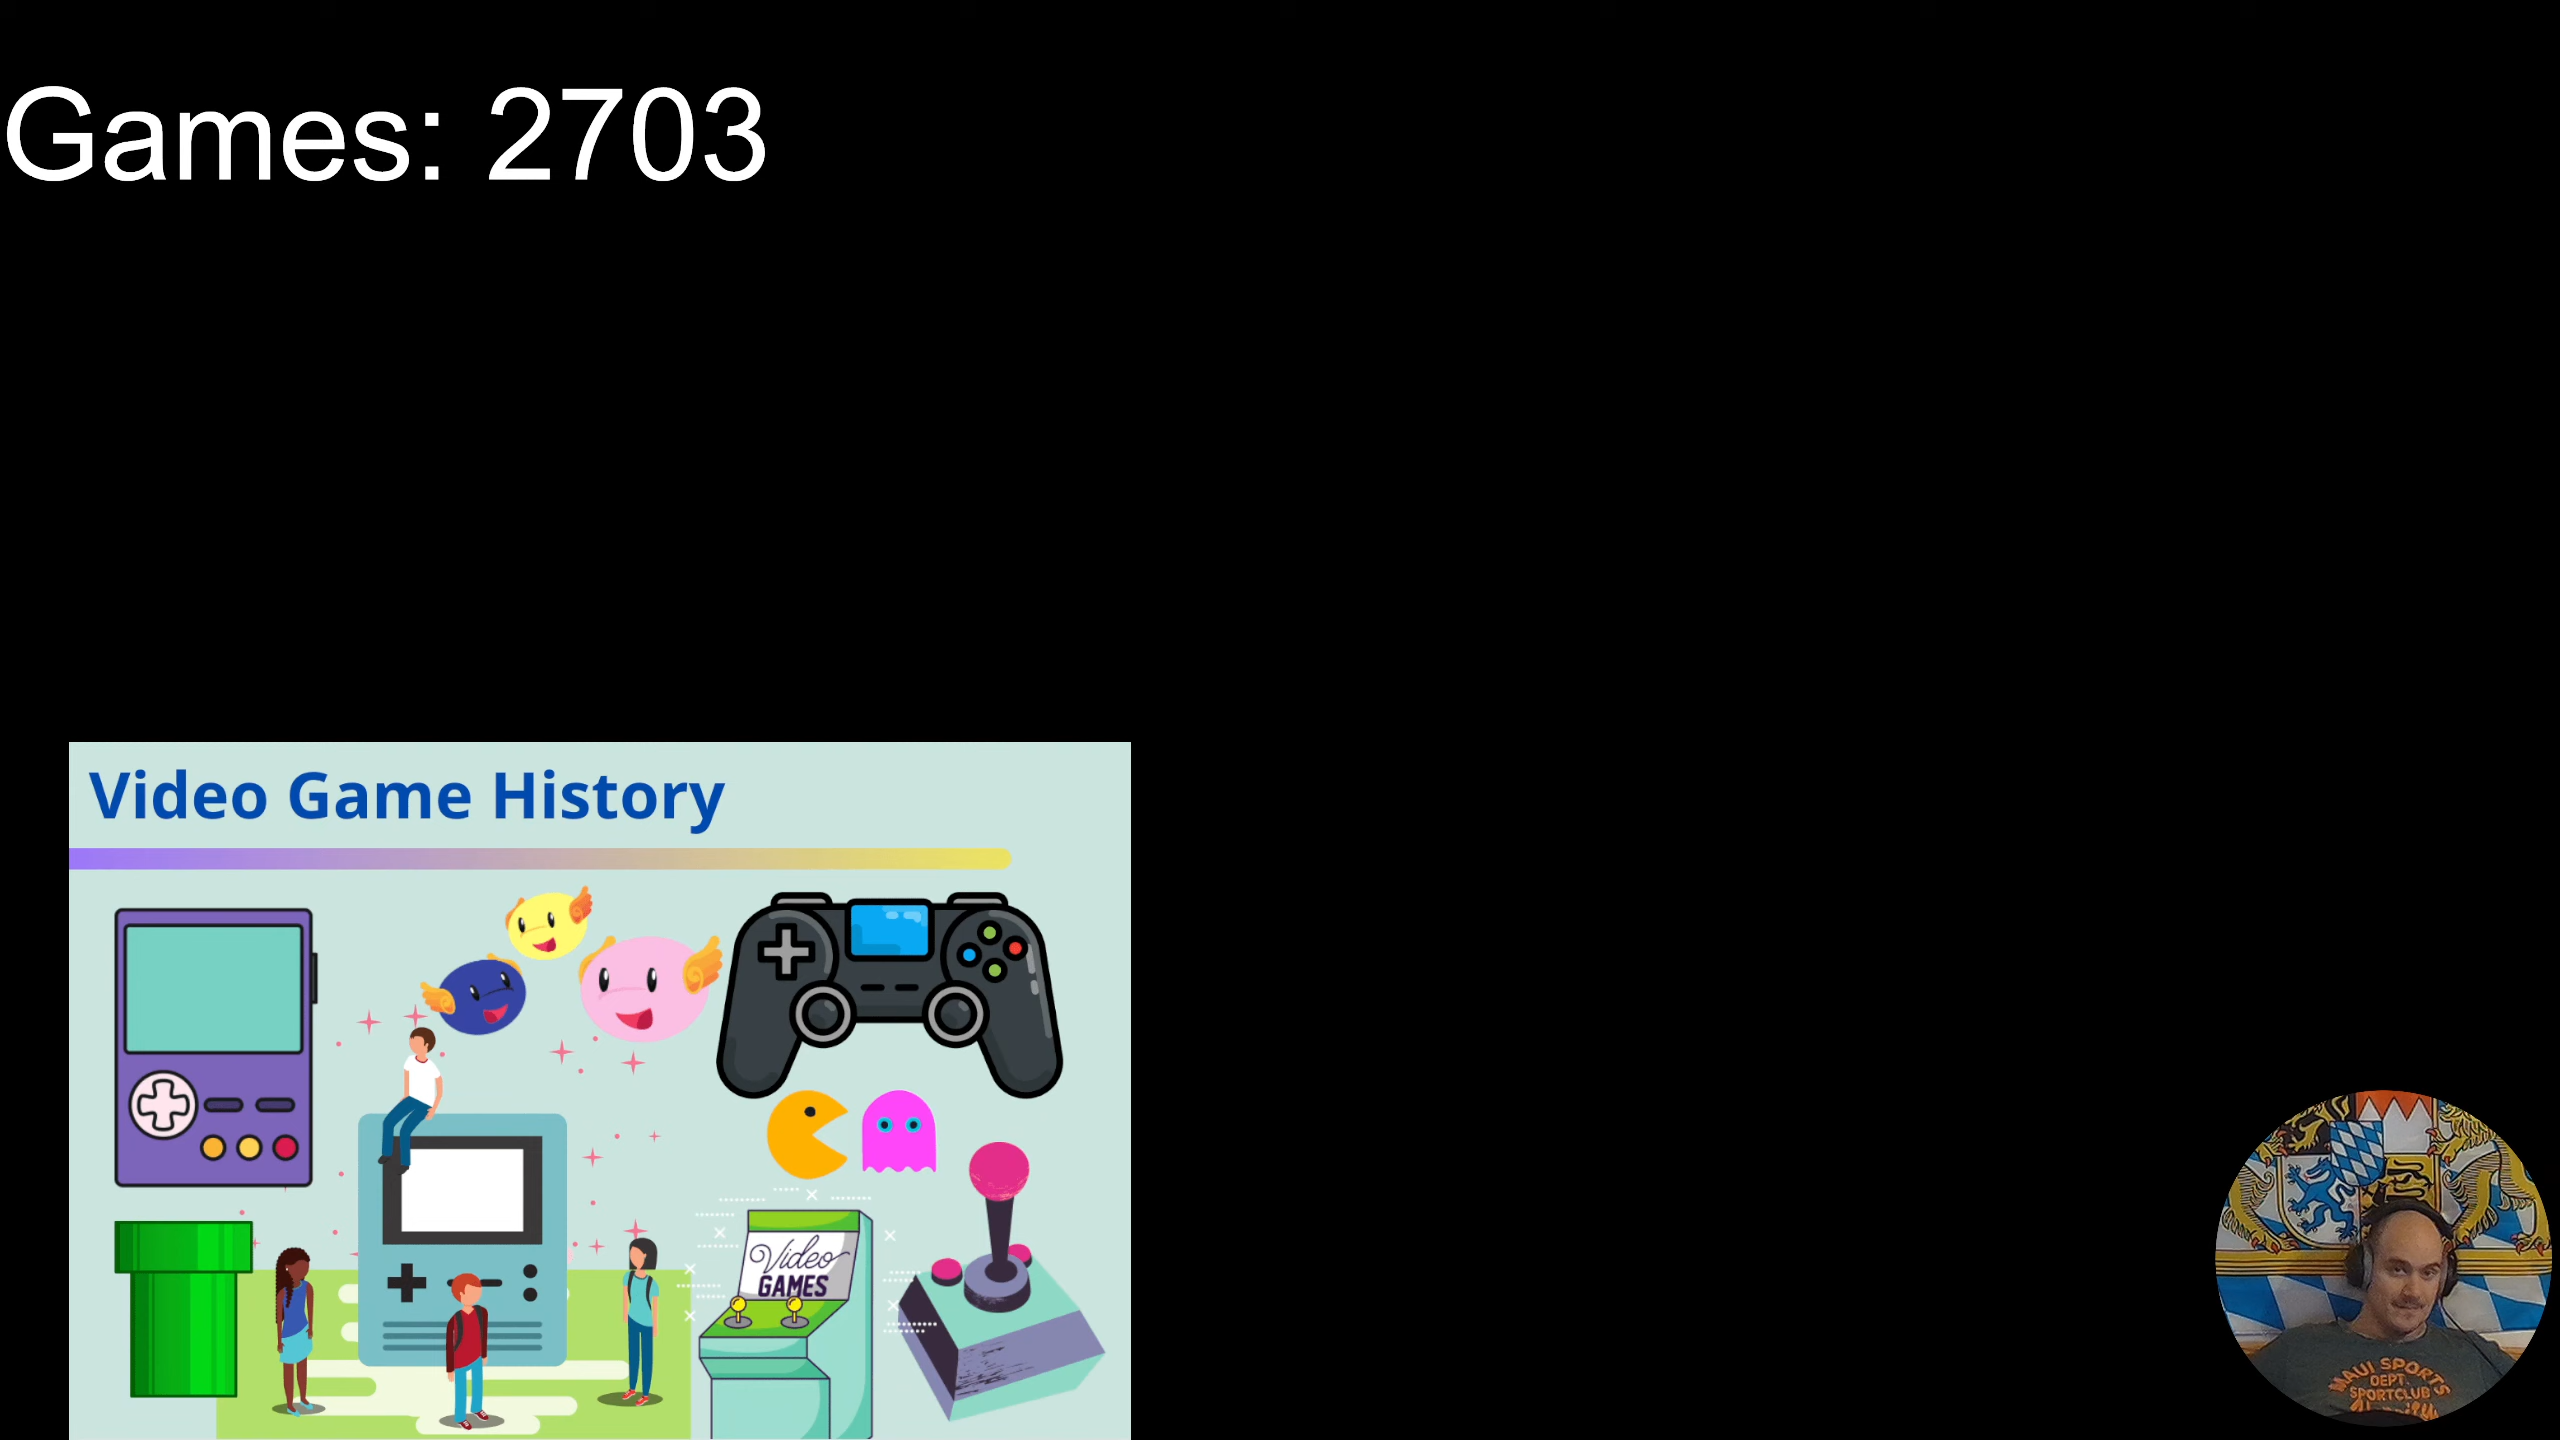 Games: 2703
Video Game History
Video
GAMES
MAUI SPORTS
DEPT.
SPORTCLUB